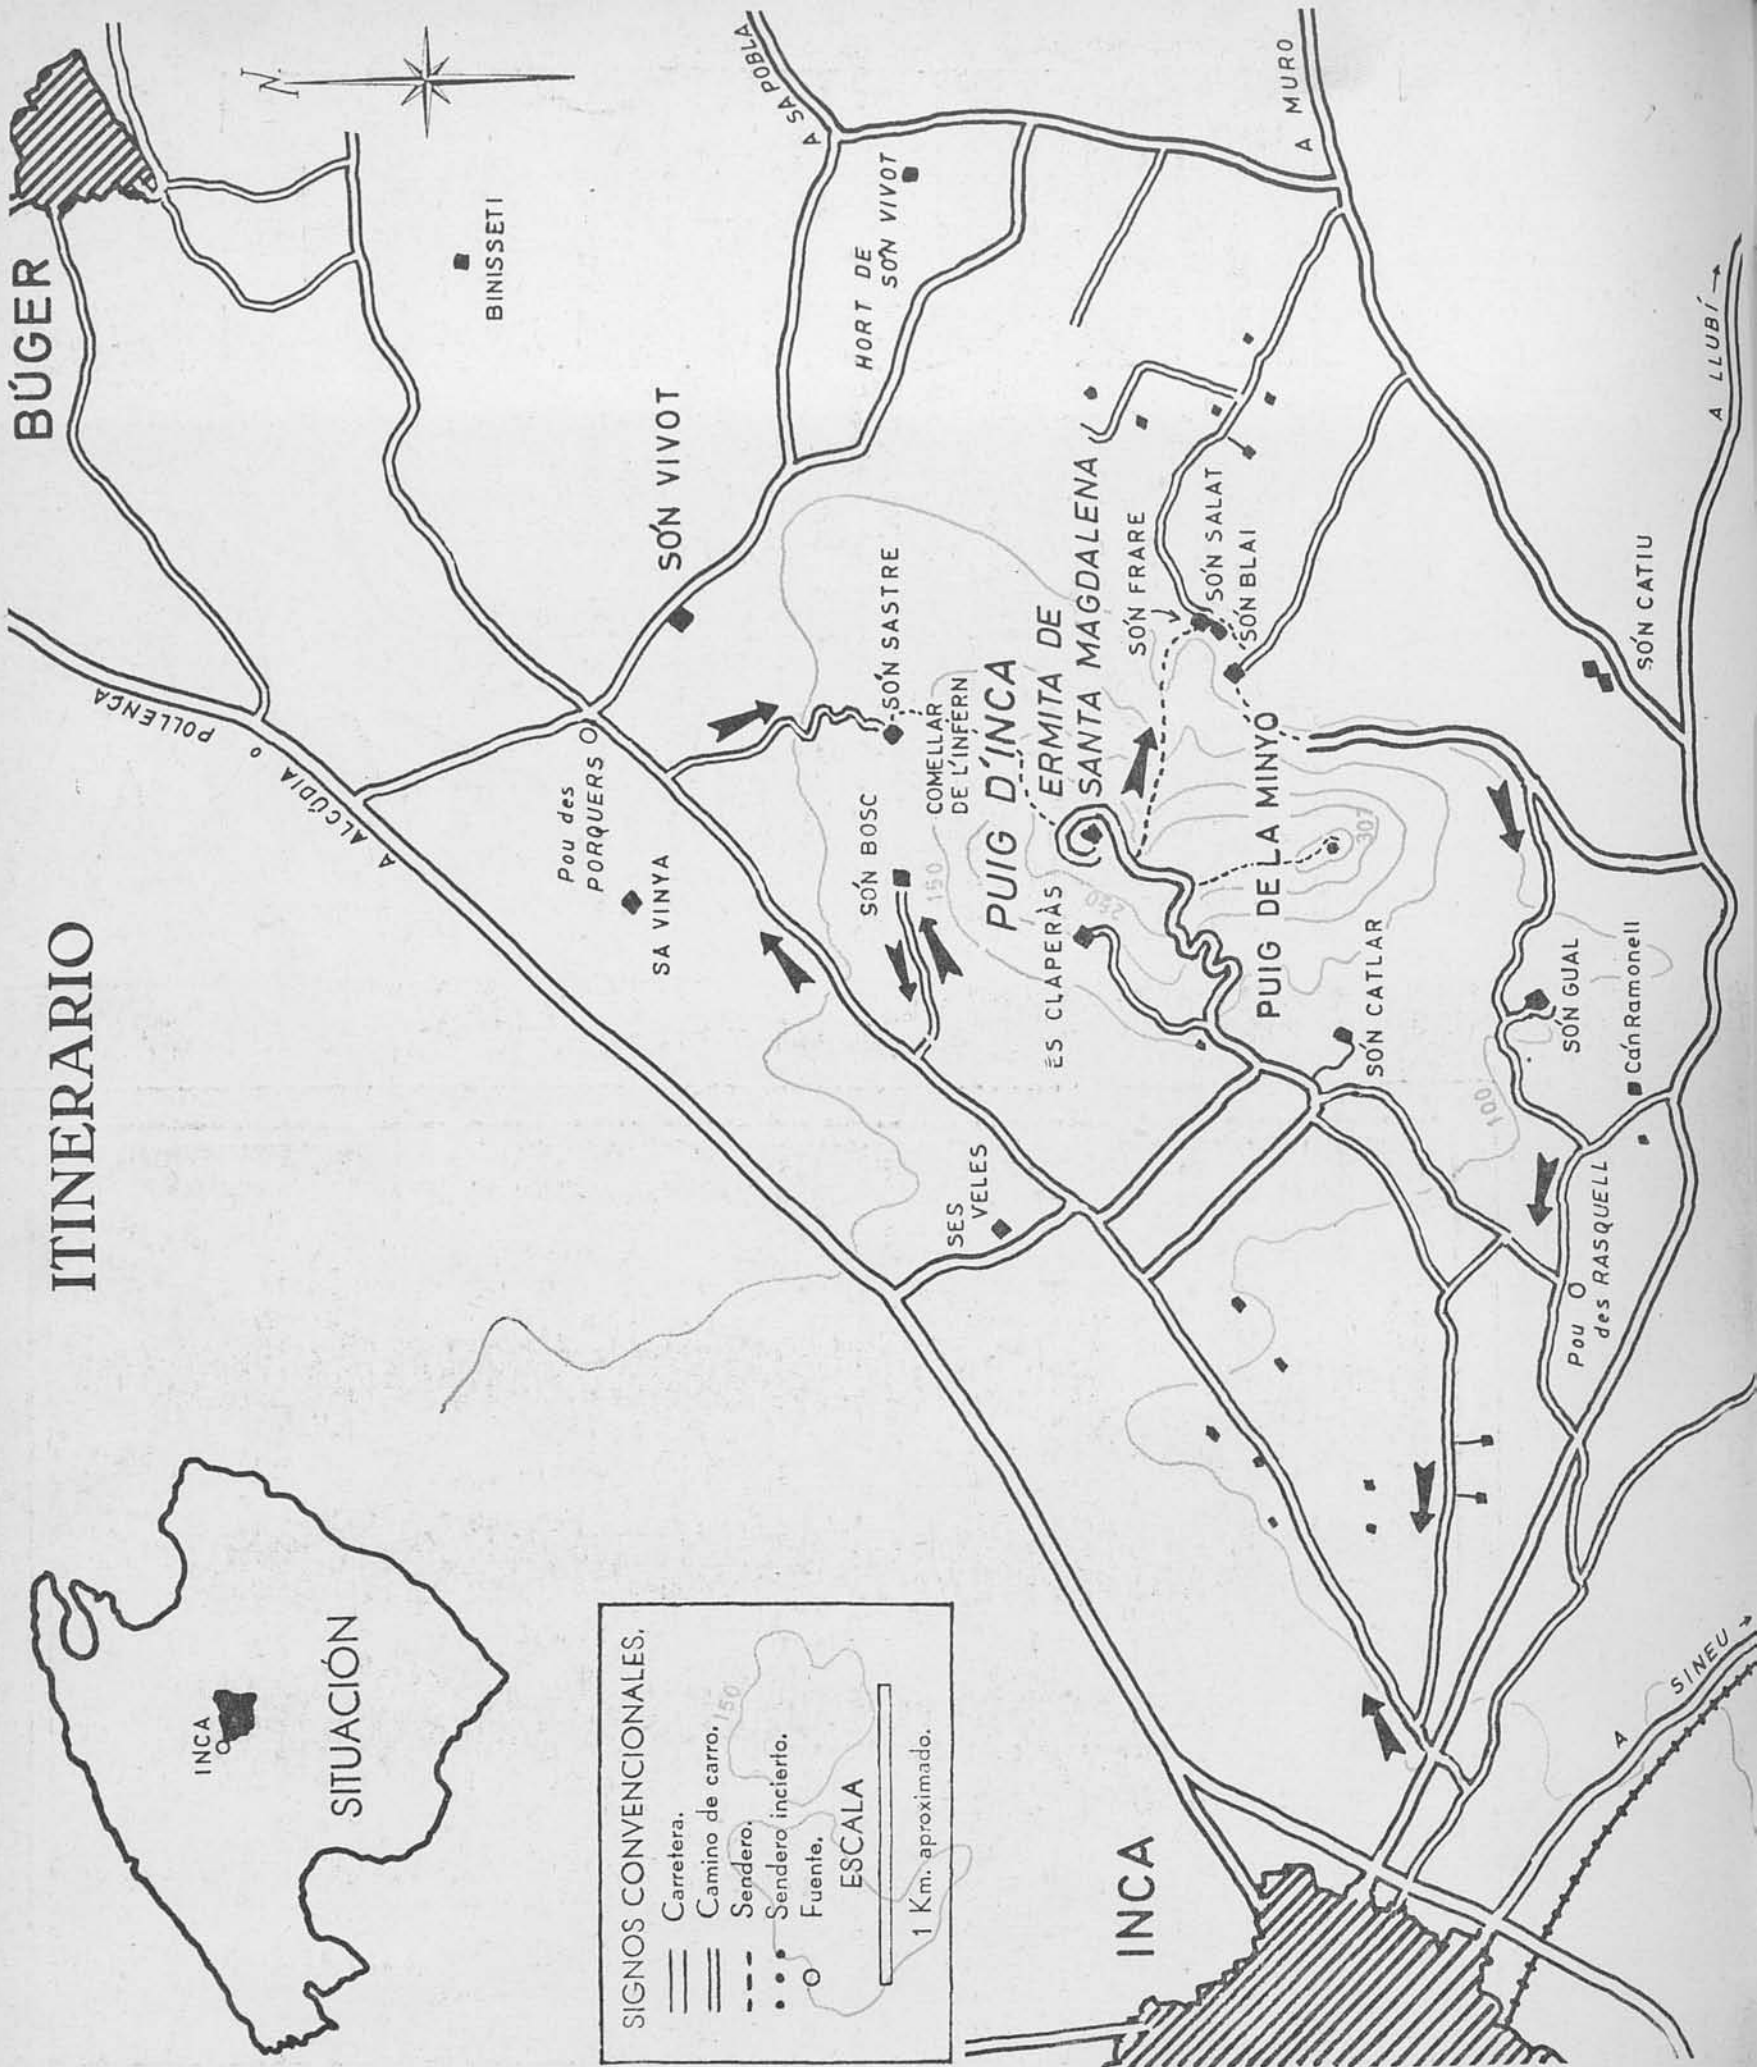 ITINERARIO
BÚGER
N
A ALCÚDIA o POLLENCA
BINISSETI
A SA POBLA
A MURO
HORT DE
SÓN VIVOT
SÓN VIVOT
Pou des
PORQUERS
SA VINYA
SÓN SASTRE
COMELLAR
DE L'INFERN
SÓN BOSC
150
PUIG D'INCA
ERMITA DE
SANTA MAGDALENA
ES CLAPERÀS
250
SÓN FRARE
SÓN SALAT
SÓN BLAI
PUIG DE LA MINYO
307
SÓN CATLAR
SÓN CATIU
A LLUBÍ
SÓN GUAL
Cán Ramonell
100
SES
VELES
Pou
des RASQUELL
A SINEU
INCA
INCA
SITUACIÓN
SIGNOS CONVENCIONALES.
Carretera.
Camino de carro.
150
Sendero.
Sendero incierto.
Fuente.
ESCALA
1 Km. aproximado.